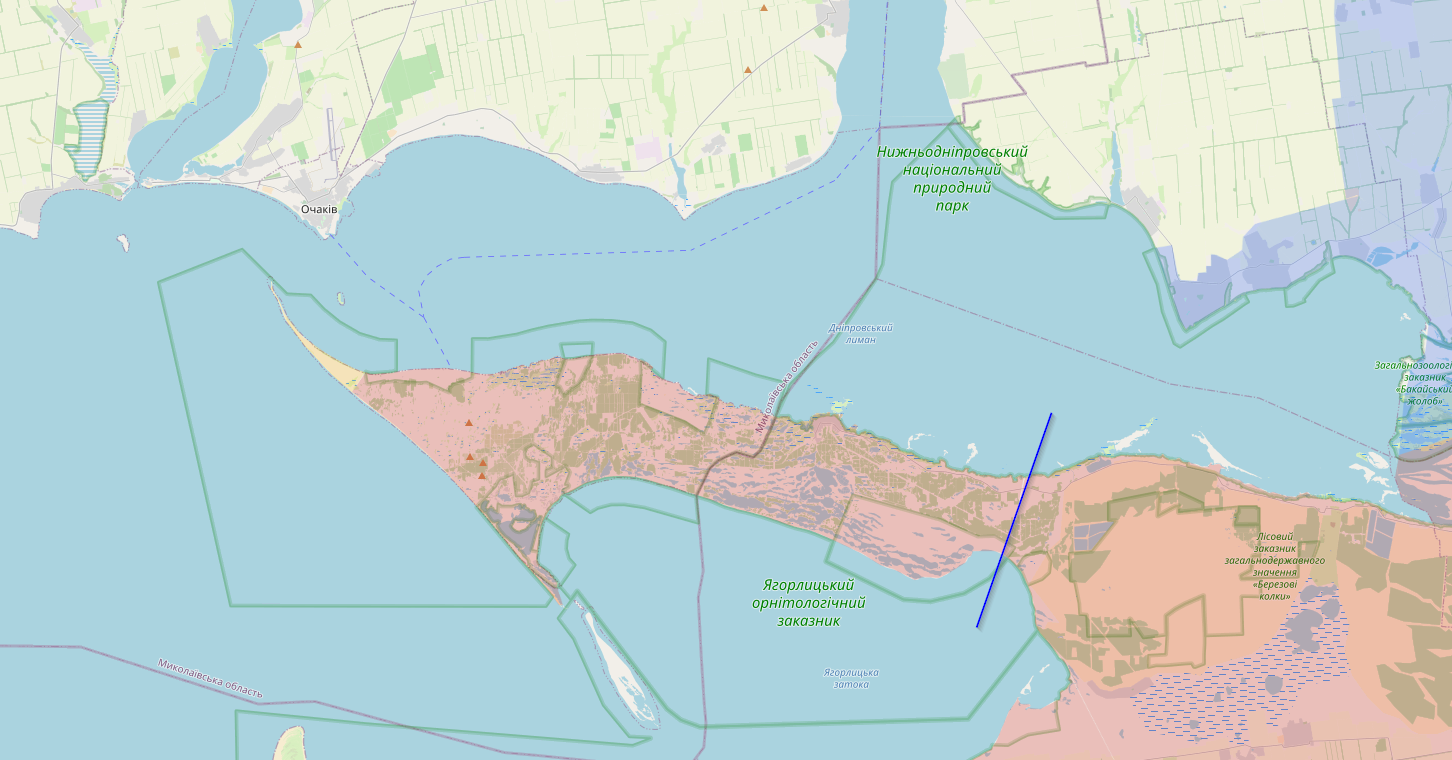 Нижньодніпровський
національний
природний
парк
Очаків
Дніпровський
лиман
Миколаївська область
Загальнозоологі
заказник
«Бакайський
жолоб»
Лісовий
заказник
загальнодержавного
значення
«Березові
колки»
Ягорлицький
орнітологічний
заказник
Ягорлицька
затока
Миколаївська область